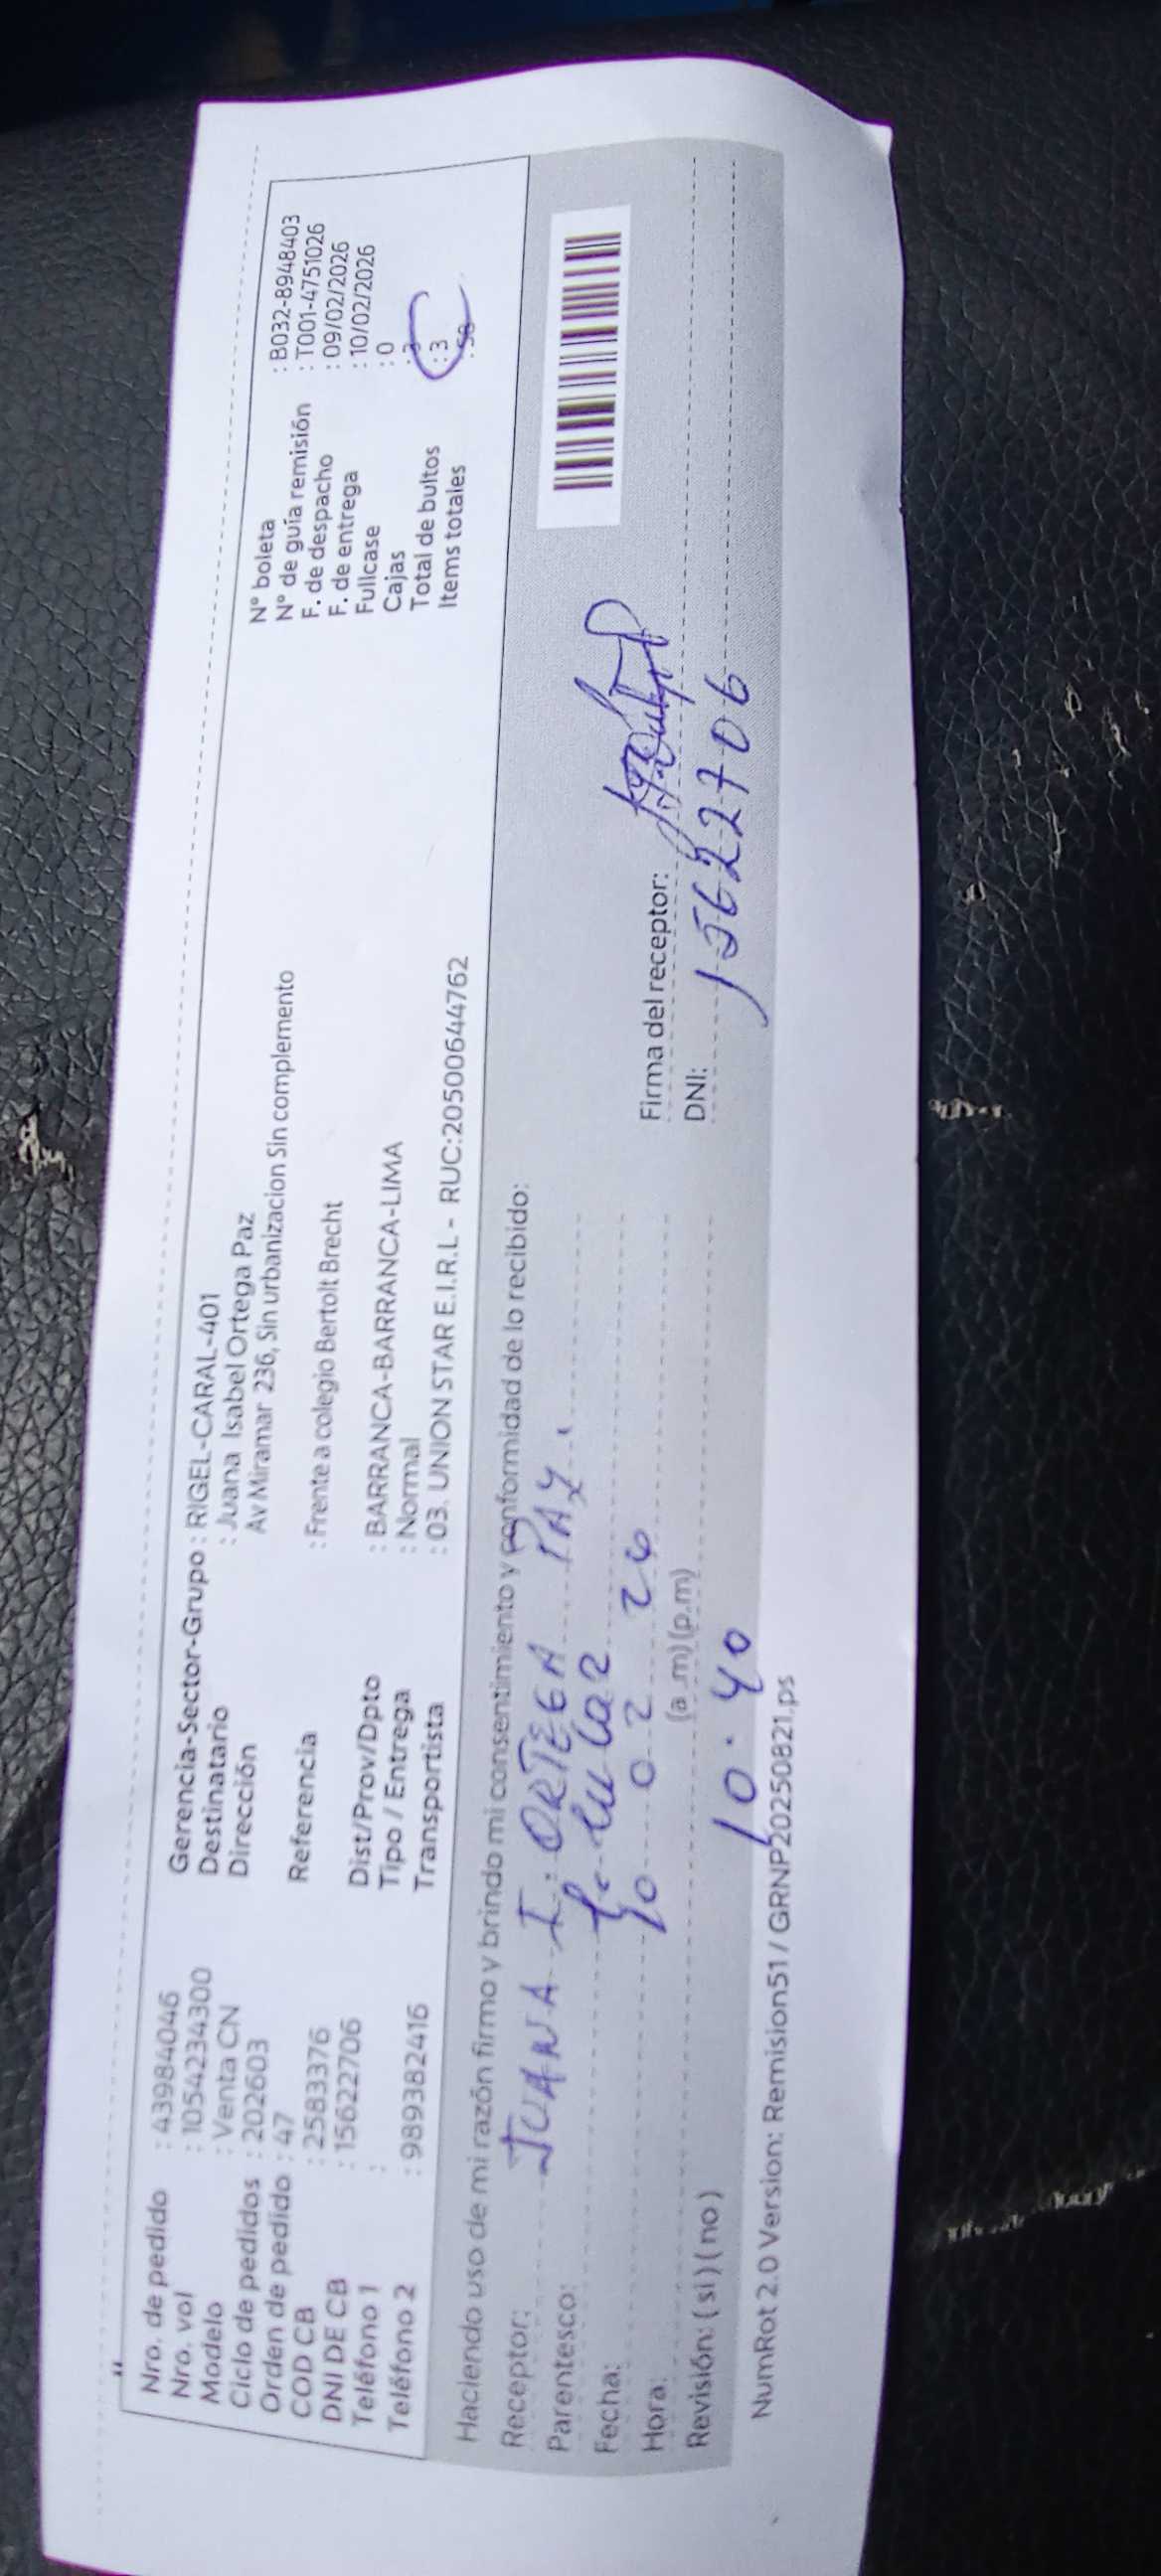 Nro. de pedido : 43984046
Nro. vol : 1054234300
Modelo : Venta CN
Ciclo de pedidos : 202603
Orden de pedido : 47
COD CB : 2583376
DNI DE CB : 15622706
Teléfono 1 :
Teléfono 2 : 989382416
Gerencia-Sector-Grupo : RIGEL-CARAL-401
Destinatario : Juana Isabel Ortega Paz
Dirección Av Miramar 236, Sin urbanizacion Sin complemento
Referencia : Frente a colegio Bertolt Brecht
Dist/Prov/Dpto : BARRANCA-BARRANCA-LIMA
Tipo / Entrega : Normal
Transportista : 03. UNION STAR E.I.R.L - RUC:20500644762
N° boleta : B032-8948403
N° de guía remisión : T001-4751026
F. de despacho : 09/02/2026
F. de entrega : 10/02/2026
Fullcase : 0
Cajas : 3
Total de bultos : 3
Items totales : 58
Haciendo uso de mi razón firmo y brindo mi consentimiento y conformidad de lo recibido:
Receptor: JUANA I. ORTEGA PAZ.
Parentesco:
Fecha: 10 02 26
Hora: (a .m) (p.m)
10.40
Revisión: ( si ) ( no )
Firma del receptor:
DNI: 15622706
NumRot 2.0 Version: Remision51 / GRNP20250821.ps